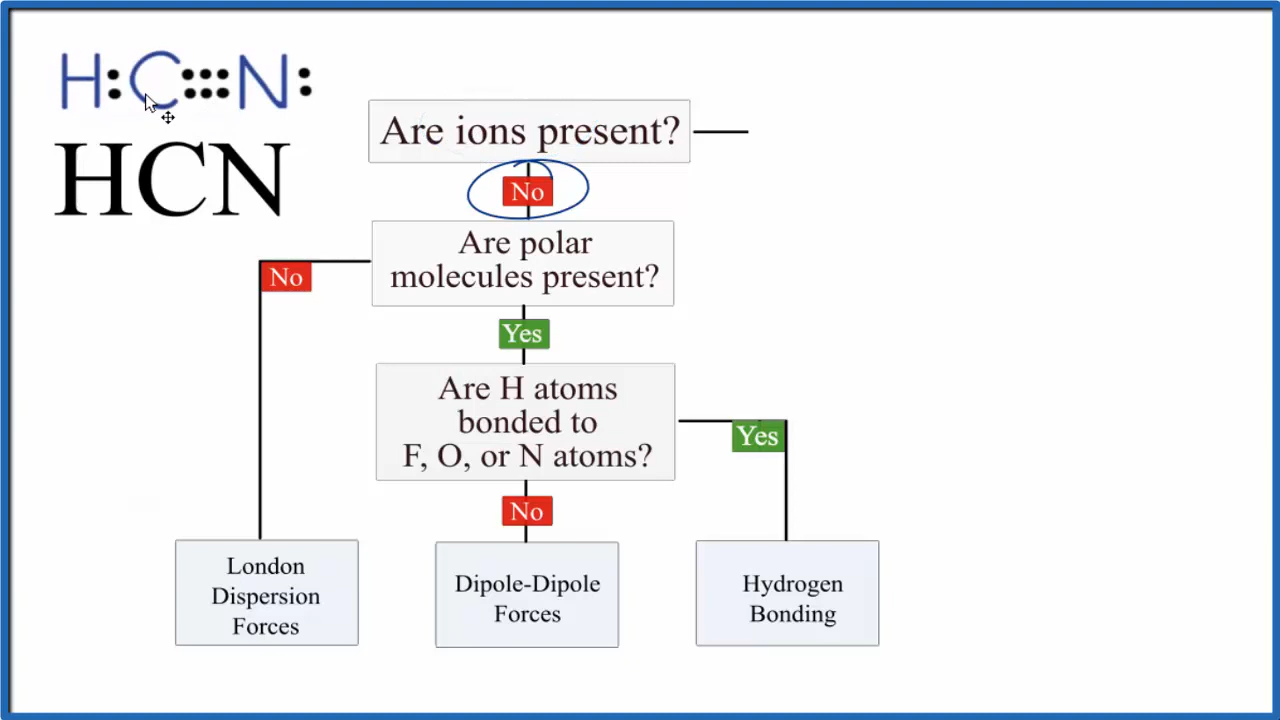 H:C:::N:
HCN
Are ions present?
No
Are polar
molecules present?
No
Yes
Are H atoms
bonded to
F, O, or N atoms?
Yes
No
London
Dispersion
Forces
Dipole-Dipole
Forces
Hydrogen
Bonding